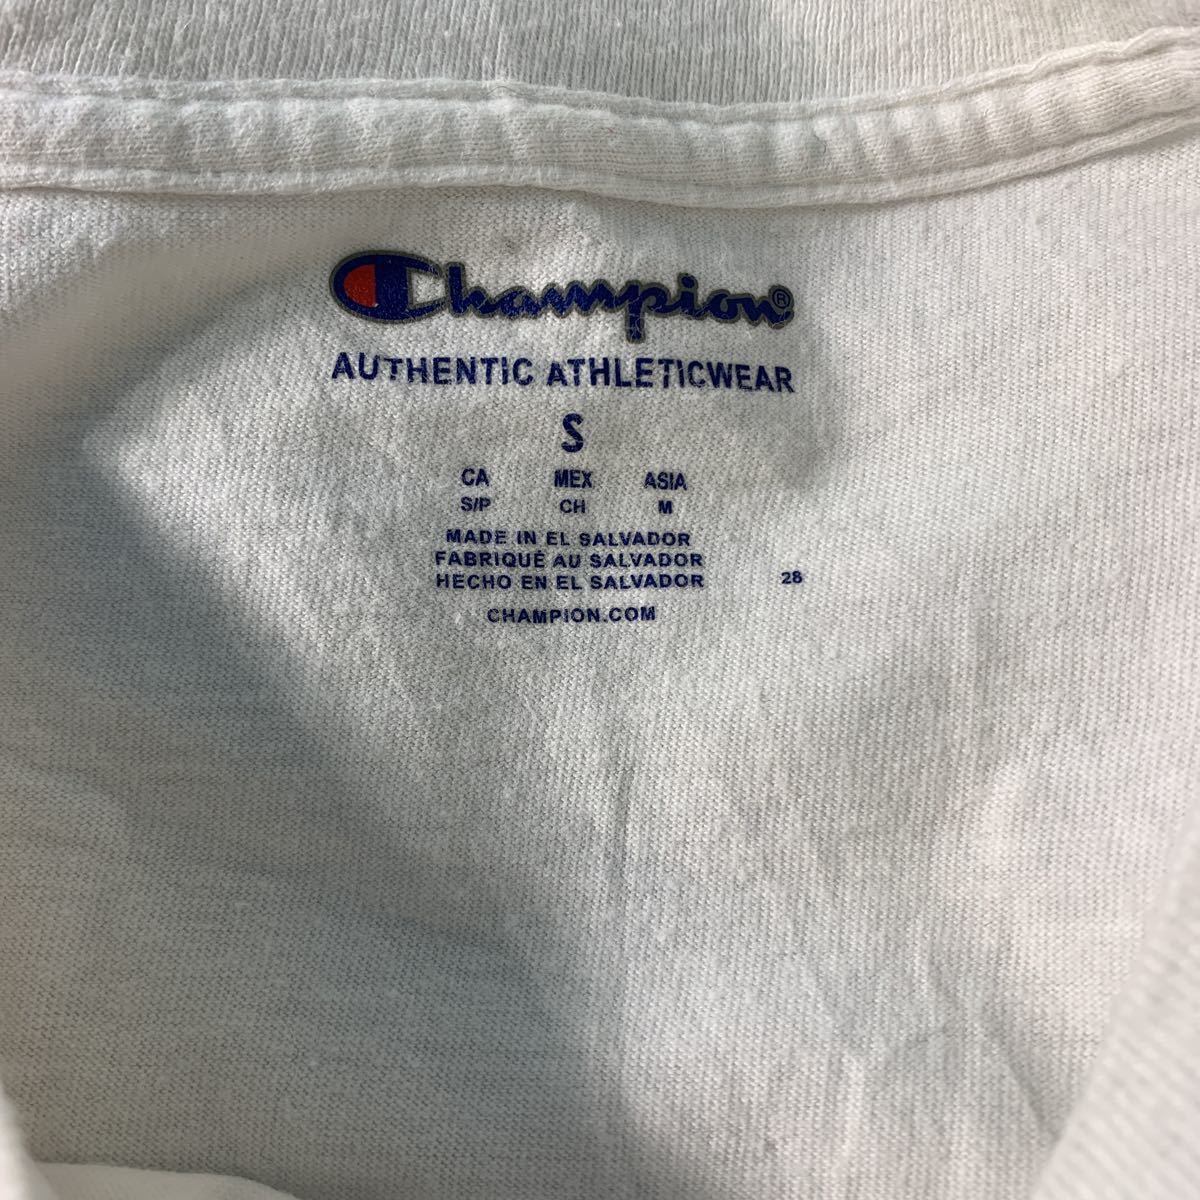 Champion®
AUTHENTIC ATHLETICWEAR
S
CA MEX ASIA
S/P CH M
MADE IN EL SALVADOR
FABRIQUÉ AU SALVADOR
HECHO EN EL SALVADOR 28
CHAMPION.COM